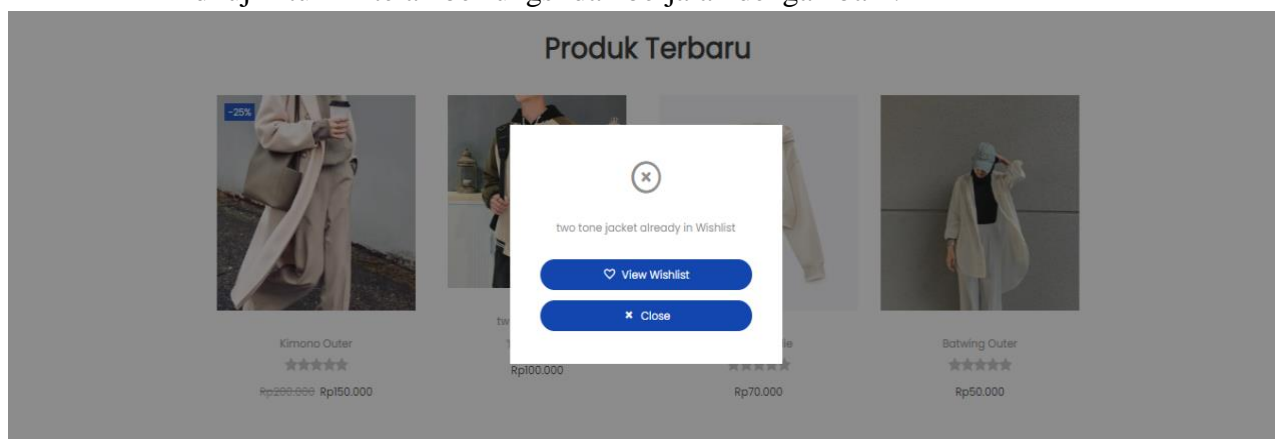 Produk Terbaru
-25%
two tone jacket already in Wishlist
View Wishlist
Close
Kimono Outer
Rp200.000 Rp150.000
Rp100.000
Rp70.000
Batwing Outer
Rp50.000